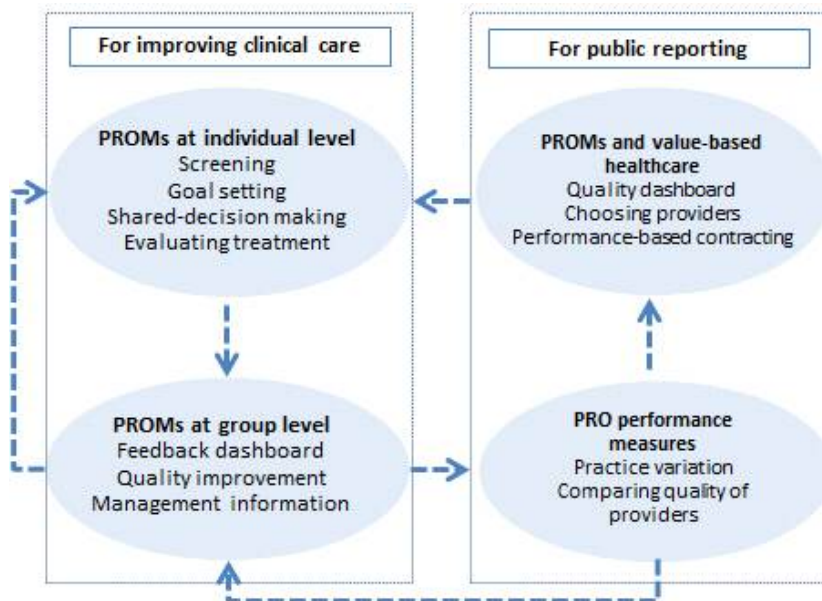 For improving clinical care
PROMs at individual level
Screening
Goal setting
Shared-decision making
Evaluating treatment
PROMs at group level
Feedback dashboard
Quality improvement
Management information
For public reporting
PROMs and value-based
healthcare
Quality dashboard
Choosing providers
Performance-based contracting
PRO performance
measures
Practice variation
Comparing quality of
providers